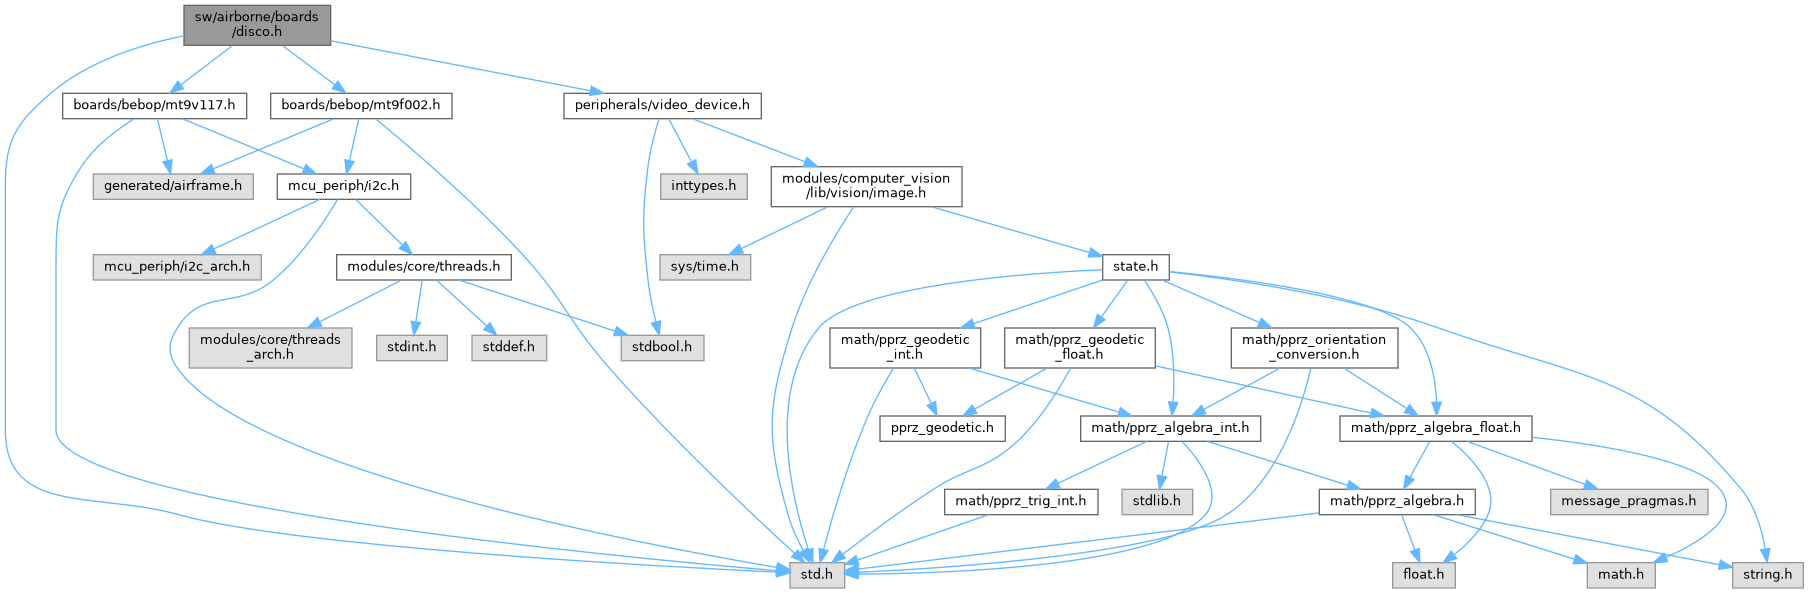 sw/airborne/boards
/disco.h
boards/bebop/mt9v117.h
boards/bebop/mt9f002.h
peripherals/video_device.h
generated/airframe.h
mcu_periph/i2c.h
inttypes.h
modules/computer_vision
/lib/vision/image.h
mcu_periph/i2c_arch.h
modules/core/threads.h
sys/time.h
state.h
modules/core/threads
_arch.h
stdint.h
stddef.h
stdbool.h
math/pprz_geodetic
_int.h
math/pprz_geodetic
_float.h
math/pprz_orientation
_conversion.h
pprz_geodetic.h
math/pprz_algebra_int.h
math/pprz_algebra_float.h
math/pprz_trig_int.h
stdlib.h
math/pprz_algebra.h
message_pragmas.h
std.h
float.h
math.h
string.h